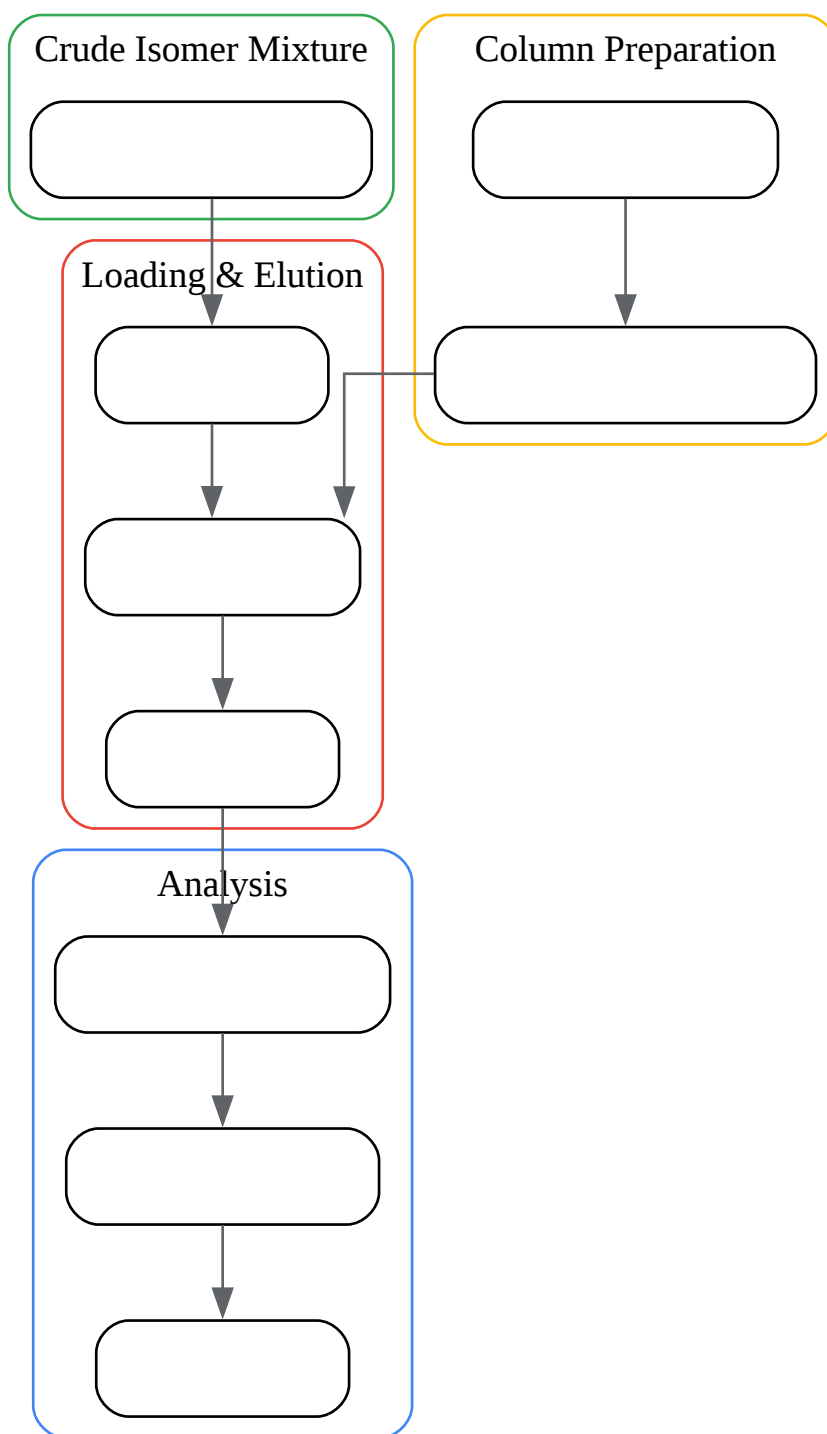 Crude Isomer Mixture
Column Preparation
Loading & Elution
Analysis